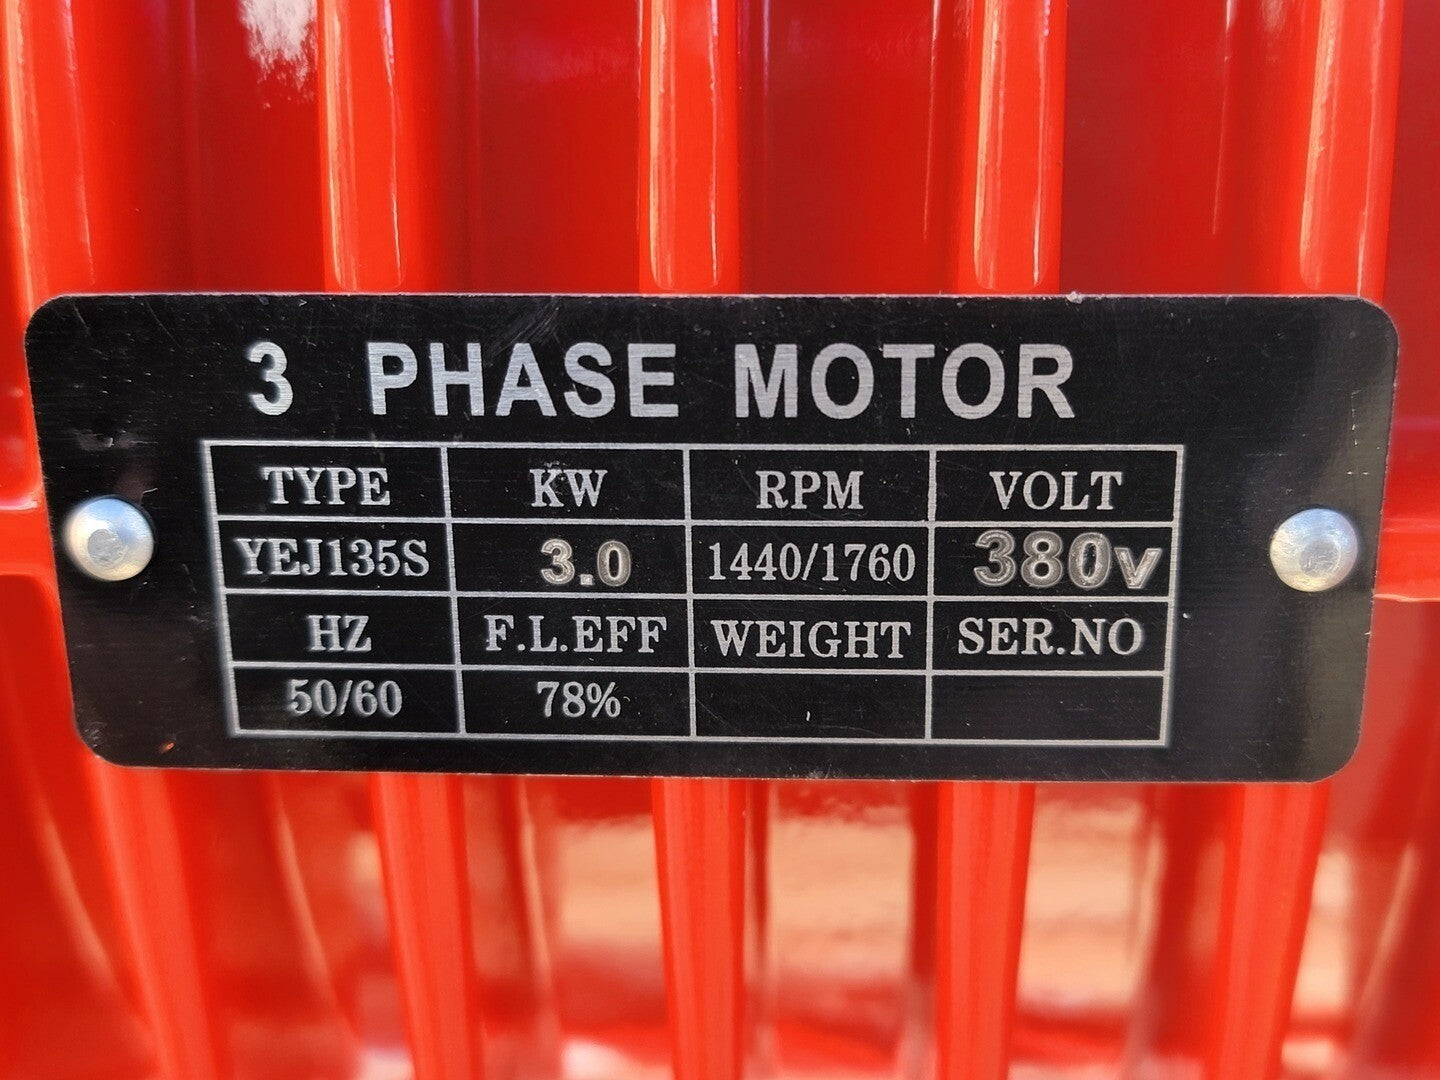 3 PHASE MOTOR
TYPE KW RPM VOLT
YEJ135S 3.0 1440/1760 380v
HZ F.L.EFF WEIGHT SER.NO
50/60 78%